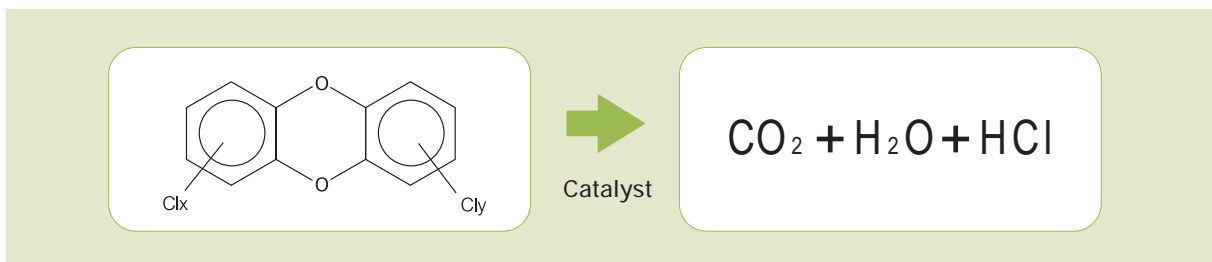 O
O
Clx
Cly
Catalyst
CO2 + H2O + HCl